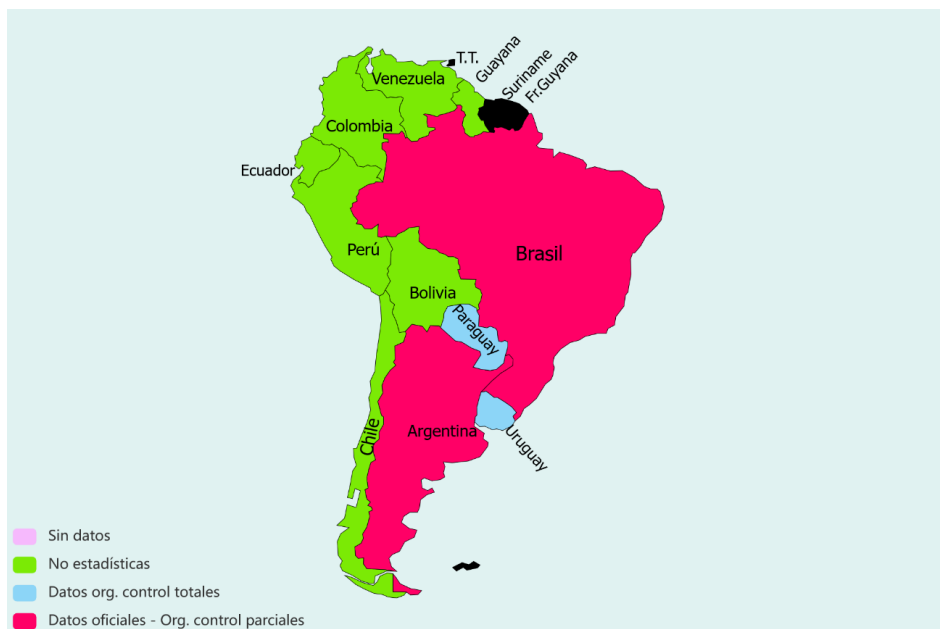 T.T.
Guayana
Suriname
Fr.Guyana
Venezuela
Colombia
Ecuador
Perú
Brasil
Bolivia
Paraguay
Chile
Argentina
Uruguay
Sin datos
No estadísticas
Datos org. control totales
Datos oficiales - Org. control parciales